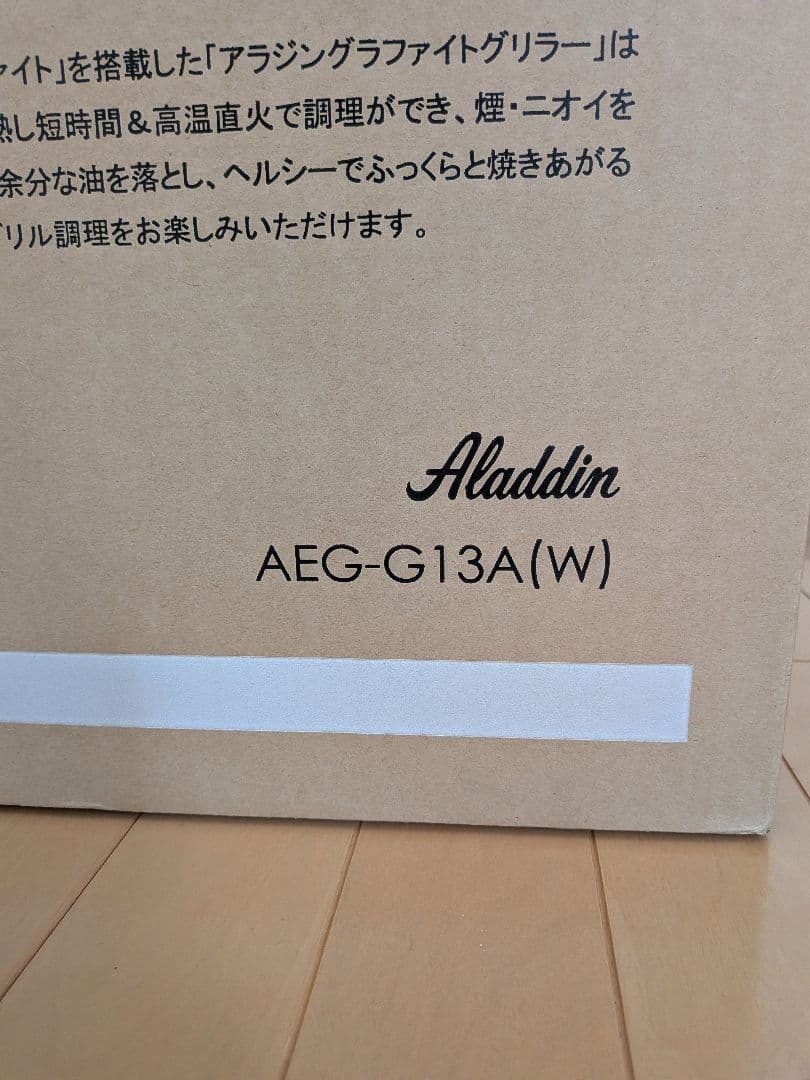 ァイト」を搭載した「アラジングラファイトグリラー」は
熱し短時間＆高温直火で調理ができ、煙・ニオイを
余分な油を落とし、ヘルシーでふっくらと焼きあがる
グリル調理をお楽しみいただけます。
Aladdin
AEG-G13A(W)